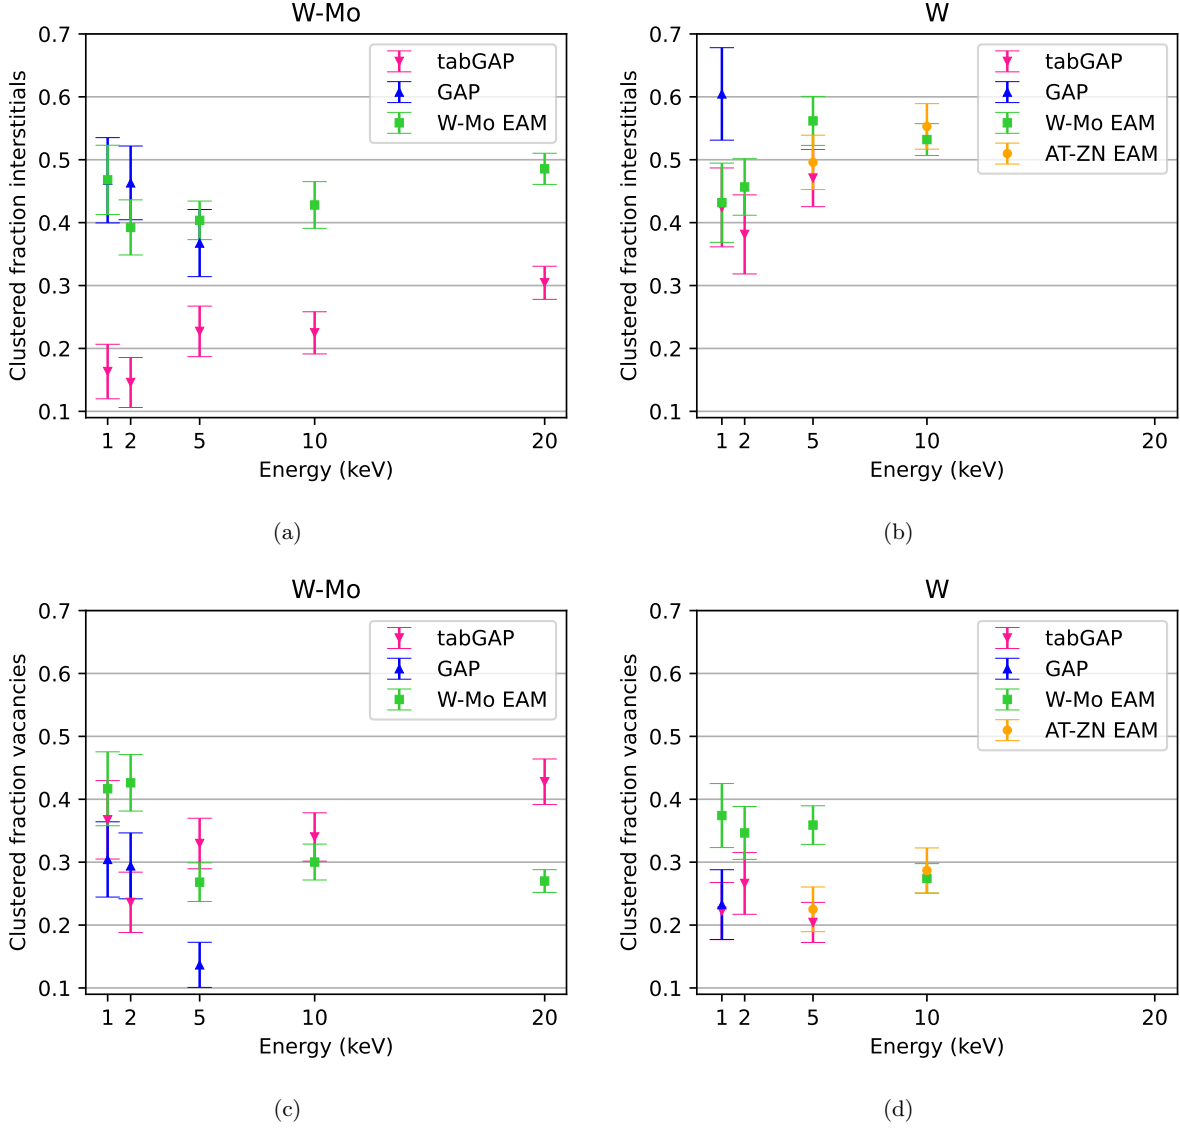 W-Mo
0.7
0.6
0.5
0.4
0.3
0.2
0.1
Clustered fraction interstitials
tabGAP
GAP
W-Mo EAM
1 2 5 10 20
Energy (keV)
(a)
W
0.7
0.6
0.5
0.4
0.3
0.2
0.1
Clustered fraction interstitials
tabGAP
GAP
W-Mo EAM
AT-ZN EAM
1 2 5 10 20
Energy (keV)
(b)
W-Mo
0.7
0.6
0.5
0.4
0.3
0.2
0.1
Clustered fraction vacancies
tabGAP
GAP
W-Mo EAM
1 2 5 10 20
Energy (keV)
(c)
W
0.7
0.6
0.5
0.4
0.3
0.2
0.1
Clustered fraction vacancies
tabGAP
GAP
W-Mo EAM
AT-ZN EAM
1 2 5 10 20
Energy (keV)
(d)